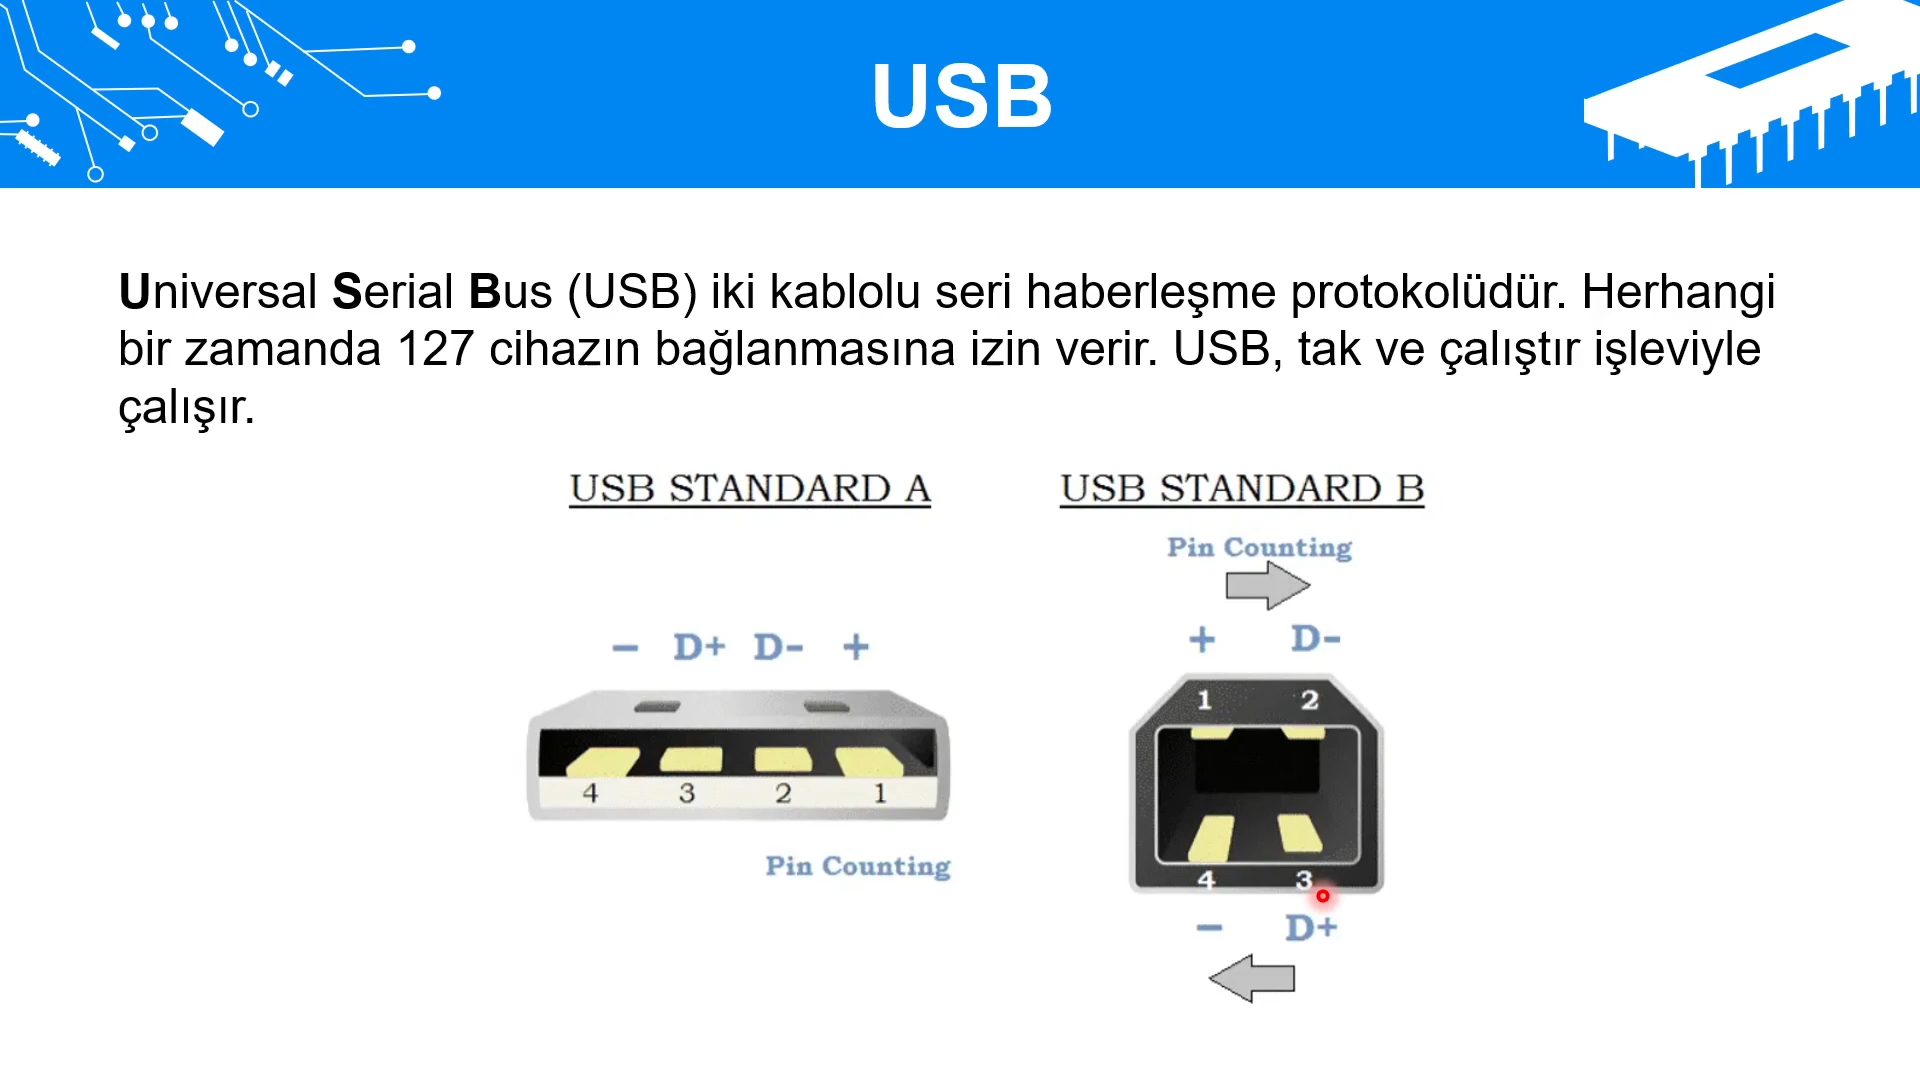 USB
Universal Serial Bus (USB) iki kablolu seri haberleşme protokolüdür. Herhangi
bir zamanda 127 cihazın bağlanmasına izin verir. USB, tak ve çalıştır işleviyle
çalışır.
USB STANDARD A
- D+ D- +
4 3 2 1
Pin Counting
USB STANDARD B
Pin Counting
+ D-
1 2
4 3
- D+